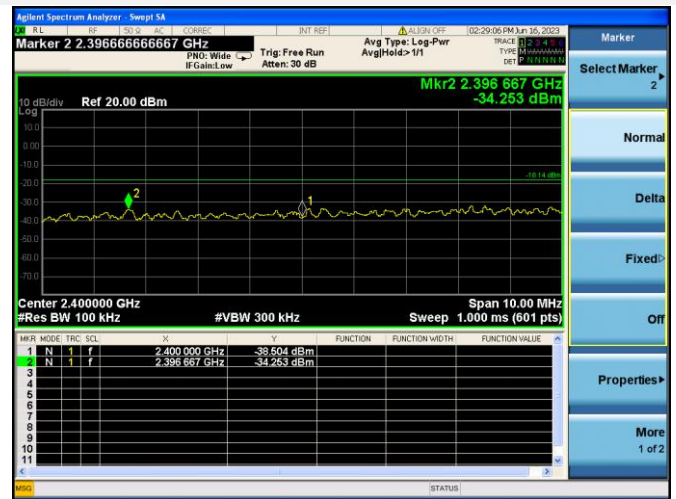 Agilent Spectrum Analyzer - Swept SA
RL RF 50 Ω AC CORREC INT REF ALIGN OFF 02:29:06 PM Jun 16, 2023
Marker 2 2.396666666667 GHz
PNO: Wide
IFGain:Low
Trig: Free Run
Atten: 30 dB
Avg Type: Log-Pwr
Avg|Hold:> 1/1
TRACE 1 2 3 4 5 6
TYPE M
DET P N N N N N
Mkr2 2.396 667 GHz
-34.253 dBm
10 dB/div Ref 20.00 dBm
Log
10.0
0.00
-10.0
-20.0
-30.0
-40.0
-50.0
-60.0
-70.0
-18.14 dBm
2
1
Center 2.400000 GHz Span 10.00 MHz
#Res BW 100 kHz #VBW 300 kHz Sweep 1.000 ms (601 pts)
MKR MODE TRC SCL X Y FUNCTION FUNCTION WIDTH FUNCTION VALUE
1 N 1 f 2.400 000 GHz -38.504 dBm
2 N 1 f 2.396 667 GHz -34.253 dBm
3
4
5
6
7
8
9
10
11
MSG STATUS
Marker
Select Marker
2
Normal
Delta
Fixed
Off
Properties
More
1 of 2